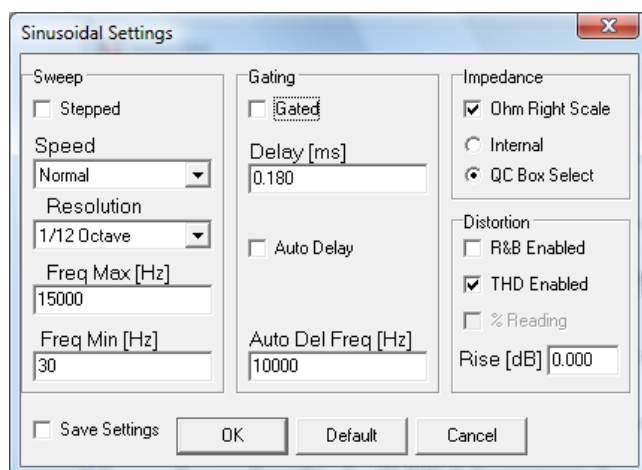 Sinusoidal Settings
X
Sweep
Stepped
Speed
Normal
Resolution
1/12 Octave
Freq Max [Hz]
15000
Freq Min [Hz]
30
Gating
Gated
Delay [ms]
0.180
Auto Delay
Auto Del Freq [Hz]
10000
Impedance
Ohm Right Scale
Internal
QC Box Select
Distortion
R&B Enabled
THD Enabled
% Reading
Rise [dB] 0.000
Save Settings
OK
Default
Cancel